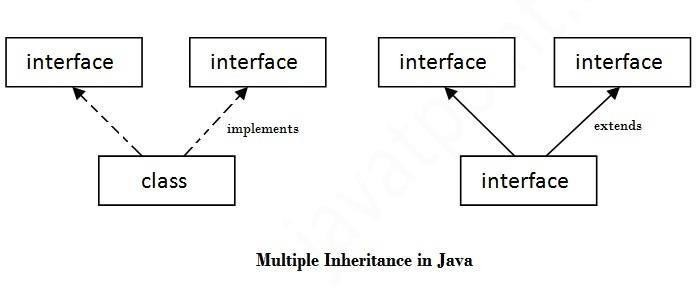 interface
interface
interface
interface
implements
extends
class
interface
Multiple Inheritance in Java